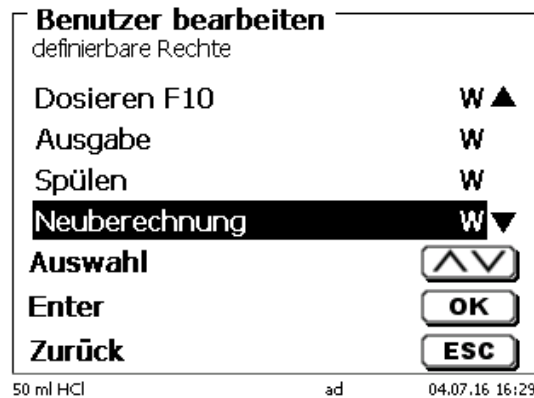 Benutzer bearbeiten
definierbare Rechte
Dosieren F10 W
Ausgabe W
Spülen W
Neuberechnung W
Auswahl
Enter OK
Zurück ESC
50 ml HCl ad 04.07.16 16:29